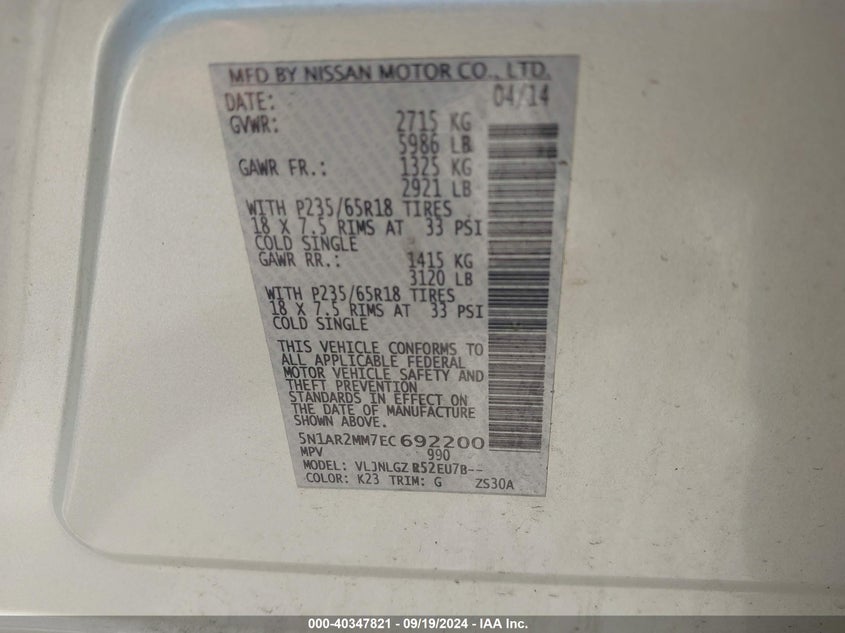 MFD BY NISSAN MOTOR CO., LTD.
DATE: 04/14
GVWR: 2715 KG
5986 LB
GAWR FR.: 1325 KG
2921 LB
WITH P235/65R18 TIRES
18 X 7.5 RIMS AT 33 PSI
COLD SINGLE
GAWR RR.: 1415 KG
3120 LB
WITH P235/65R18 TIRES
18 X 7.5 RIMS AT 33 PSI
COLD SINGLE
THIS VEHICLE CONFORMS TO
ALL APPLICABLE FEDERAL
MOTOR VEHICLE SAFETY AND
THEFT PREVENTION
STANDARDS IN EFFECT ON
THE DATE OF MANUFACTURE
SHOWN ABOVE.
5N1AR2MM7EC692200
MPV 990
MODEL: VLJNLGZ R52EU7B--
COLOR: K23 TRIM: G ZS30A
000-40347821 - 09/19/2024 - IAA Inc.